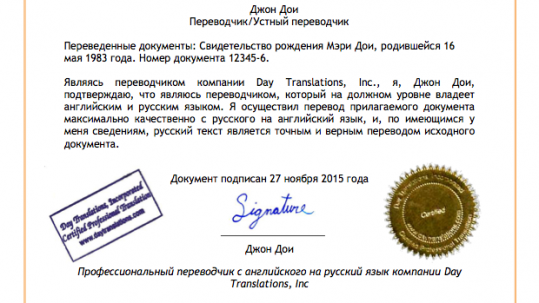 Джон Дои
Переводчик/Устный переводчик
Переведенные документы: Свидетельство рождения Мэри Дои, родившейся 16
мая 1983 года. Номер документа 12345-6.
Являясь переводчиком компании Day Translations, Inc., я, Джон Дои,
подтверждаю, что являюсь переводчиком, который на должном уровне владеет
английским и русским языком. Я осуществил перевод прилагаемого документа
максимально качественно с русского на английский язык, и, по имеющимся у
меня сведениям, русский текст является точным и верным переводом исходного
документа.
Документ подписан 27 ноября 2015 года
Day Translations, Incorporated
Certified Professional Translation
www.daytranslations.com
Signature
Certified
Джон Дои
Профессиональный переводчик с английского на русский язык компании Day
Translations, Inc